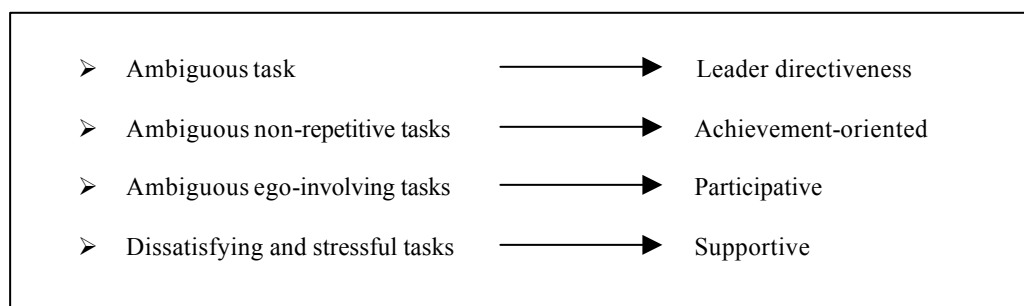 ➢ Ambiguous task Leader directiveness
➢ Ambiguous non-repetitive tasks Achievement-oriented
➢ Ambiguous ego-involving tasks Participative
➢ Dissatisfying and stressful tasks Supportive